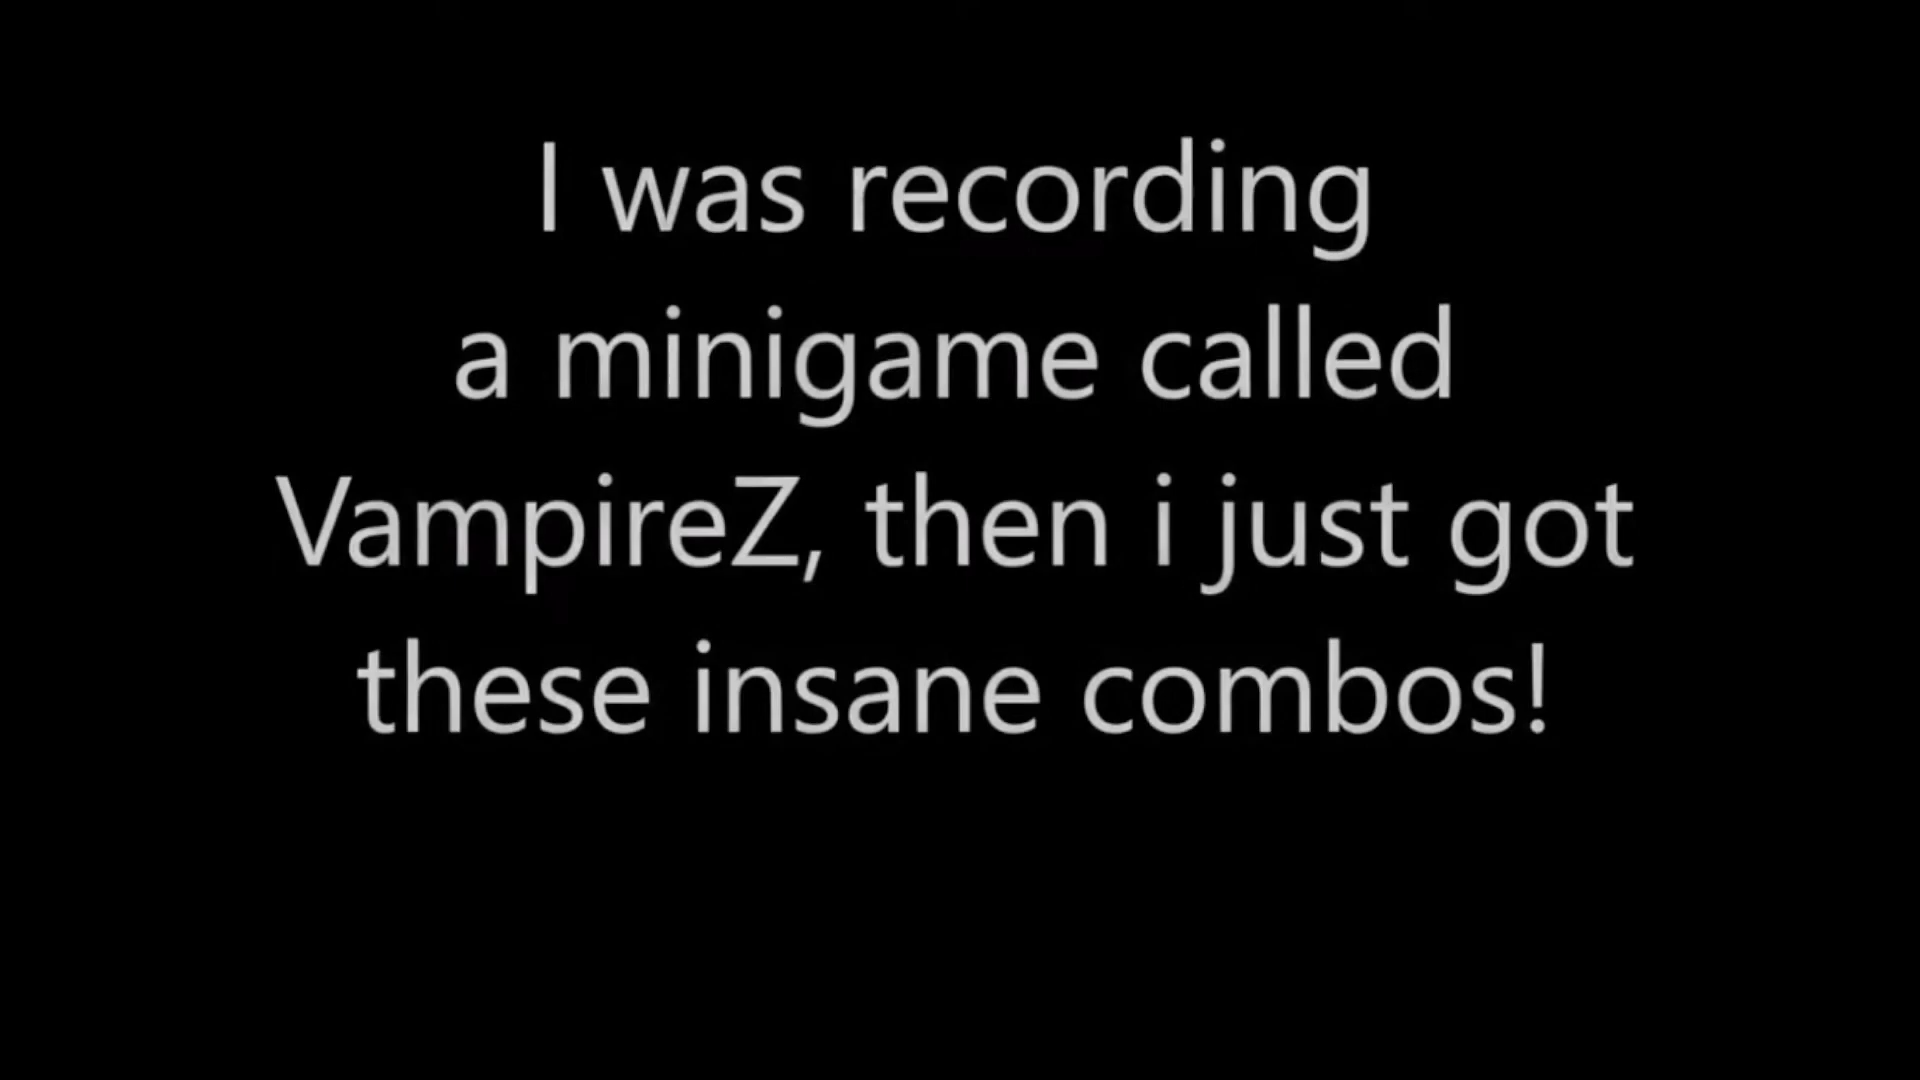 I was recording
a minigame called
VampireZ, then i just got
these insane combos!